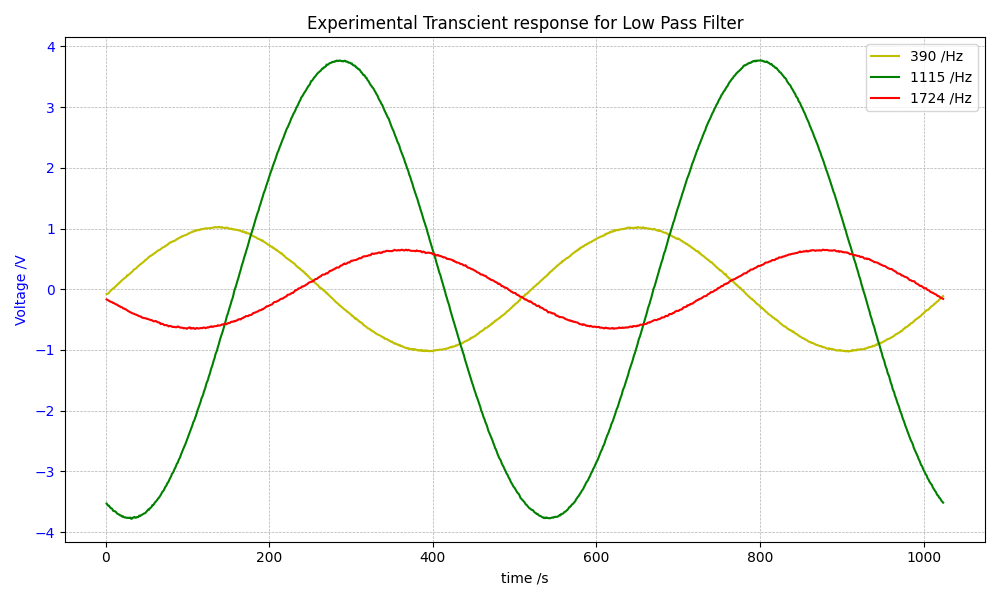 Experimental Transcient response for Low Pass Filter
4
3
2
1
0
−1
−2
−3
−4
Voltage /V
390 /Hz
1115 /Hz
1724 /Hz
0 200 400 600 800 1000
time /s